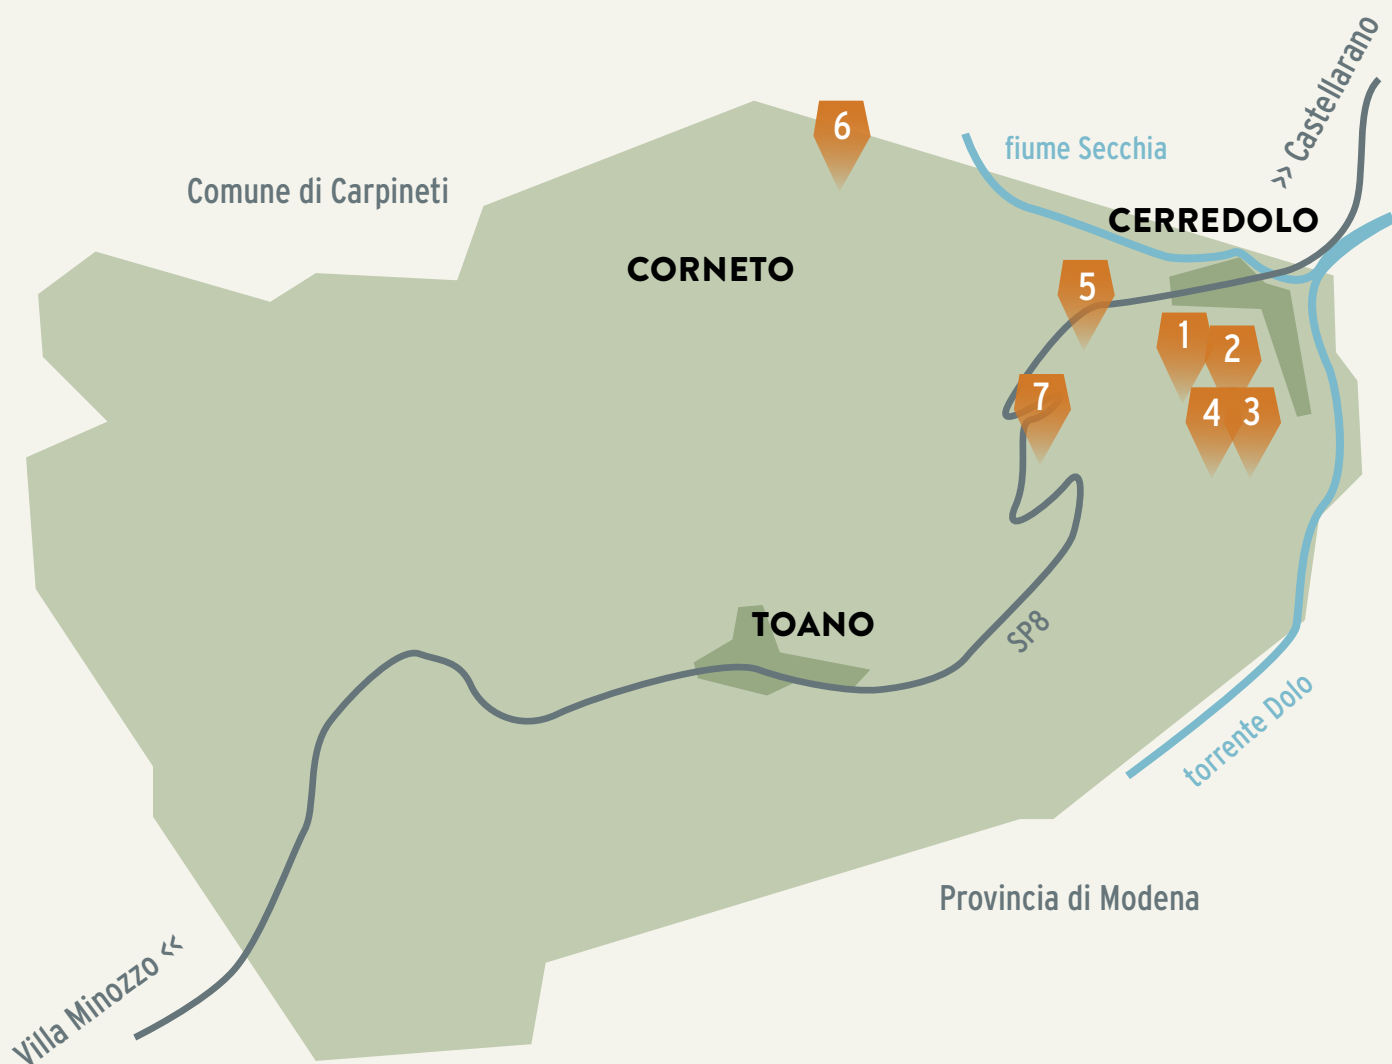 >> Castellarano
6
fiume Secchia
Comune di Carpineti
CERREDOLO
CORNETO
5
1
2
7
4
3
TOANO
SP8
torrente Dolo
Provincia di Modena
Villa Minozzo <<